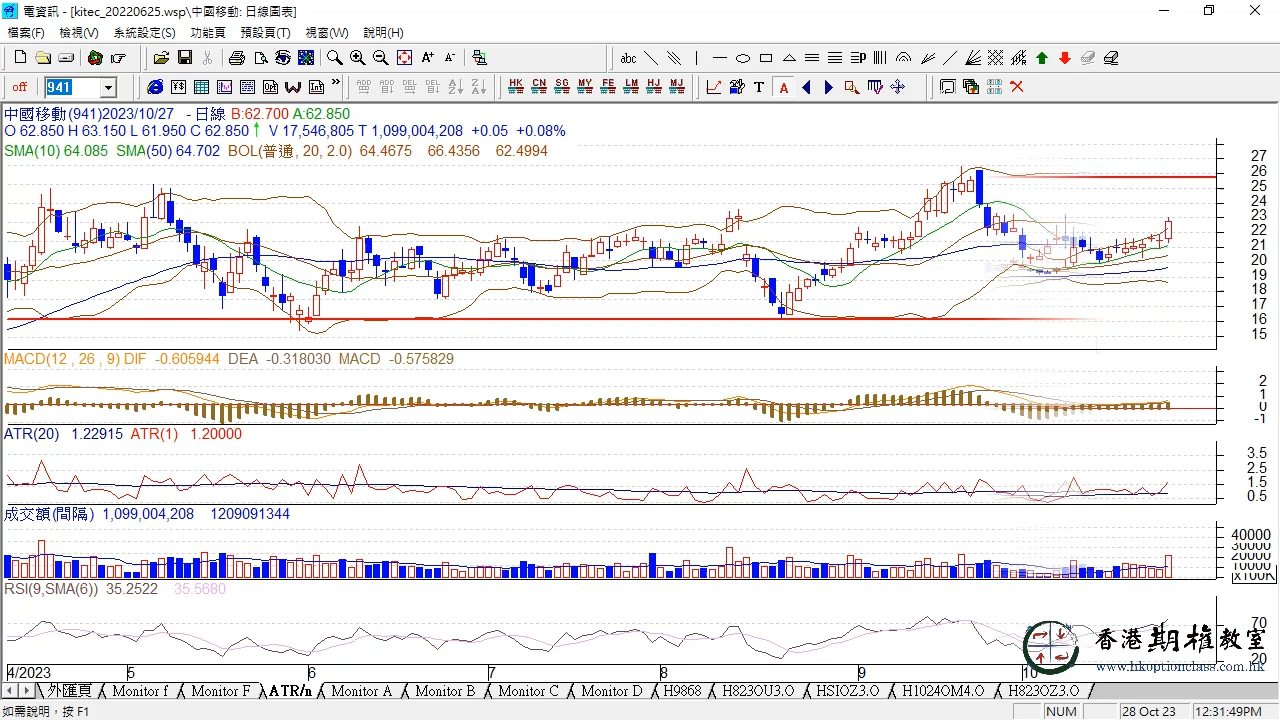 電資訊 - [kitec_20220625.wsp\中國移動: 日線圖表]
檔案(F) 檢視(V) 系統設定(S) 功能頁 預設頁(T) 視窗(W) 說明(H)
abc P
off 941 HK CN SG MY FE LM HJ MJ
ADD ADD DEL DEL T A
中國移動(941)2023/10/27 - 日線 B:62.700 A:62.850
O 62.850 H 63.150 L 61.950 C 62.850 ↑ V 17,546,805 T 1,099,004,208 +0.05 +0.08%
SMA(10) 64.085 SMA(50) 64.702 BOL(普通, 20, 2.0) 64.4675 66.4356 62.4994
27
26
25
24
23
22
20
19
18
17
16
15
MACD(12 , 26 , 9) DIF -0.605944 DEA -0.318030 MACD -0.575829
2
1
0
-1
ATR(20) 1.22915 ATR(1) 1.20000
3.5
2.5
1.5
0.5
成交額(間隔) 1,099,004,208 1209091344
40000
30000
20000
10000
X100K
RSI(9,SMA(6)) 35.2522 35.5680
70
20
香港期權教室
www.hkoptionclass.com.hk
4/2023 5 6 7 8 9 10
外匯頁 Monitor f Monitor F ATR/n Monitor A Monitor B Monitor C Monitor D H9868 H823OU3.O HSIOZ3.O H1024OM4.O H823OZ3.O
如需說明，按 F1 NUM 28 Oct 23 12:31:49PM